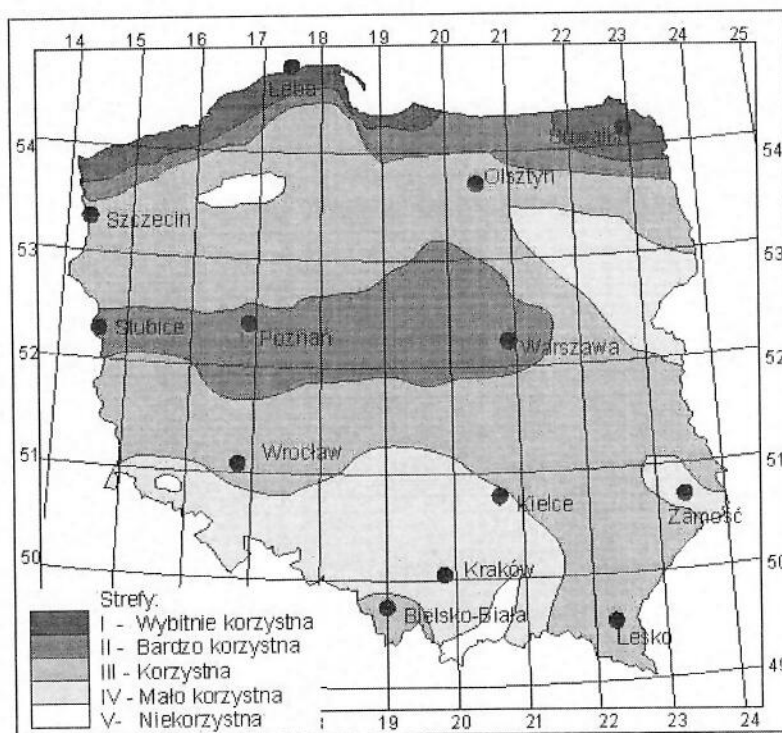 14 15 16 17 18 19 20 21 22 23 24 25
Łeba
Suwałki
54 54
Olsztyn
Szczecin
53 53
Słubice
Poznań
Warszawa
52 52
Wrocław
51 51
Kielce
Zamość
50 50
Kraków
Bielsko-Biała
Lesko
49
Strefy:
I - Wybitnie korzystna
II - Bardzo korzystna
III - Korzystna
IV - Mało korzystna
V- Niekorzystna
19 20 21 22 23 24